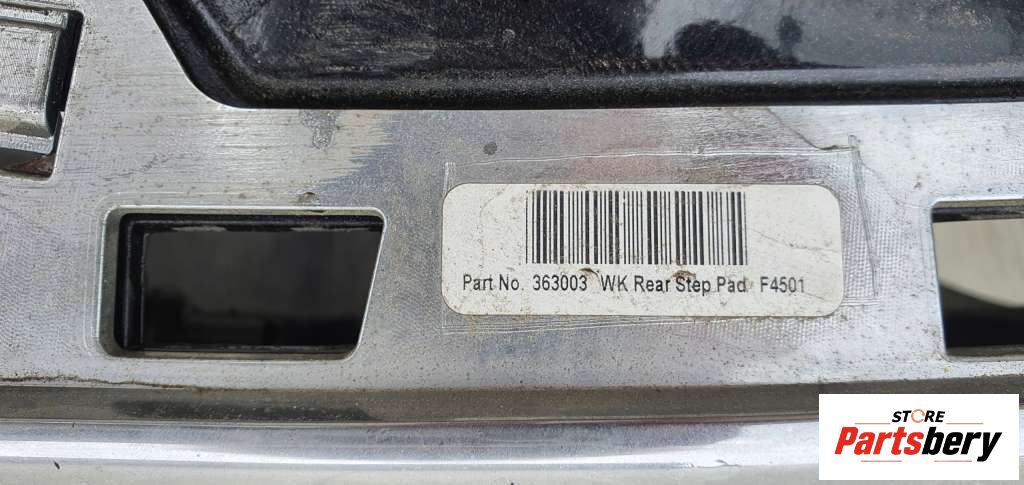 Part No. 363003 WK Rear Step Pad F4501
STORE
Partsbery